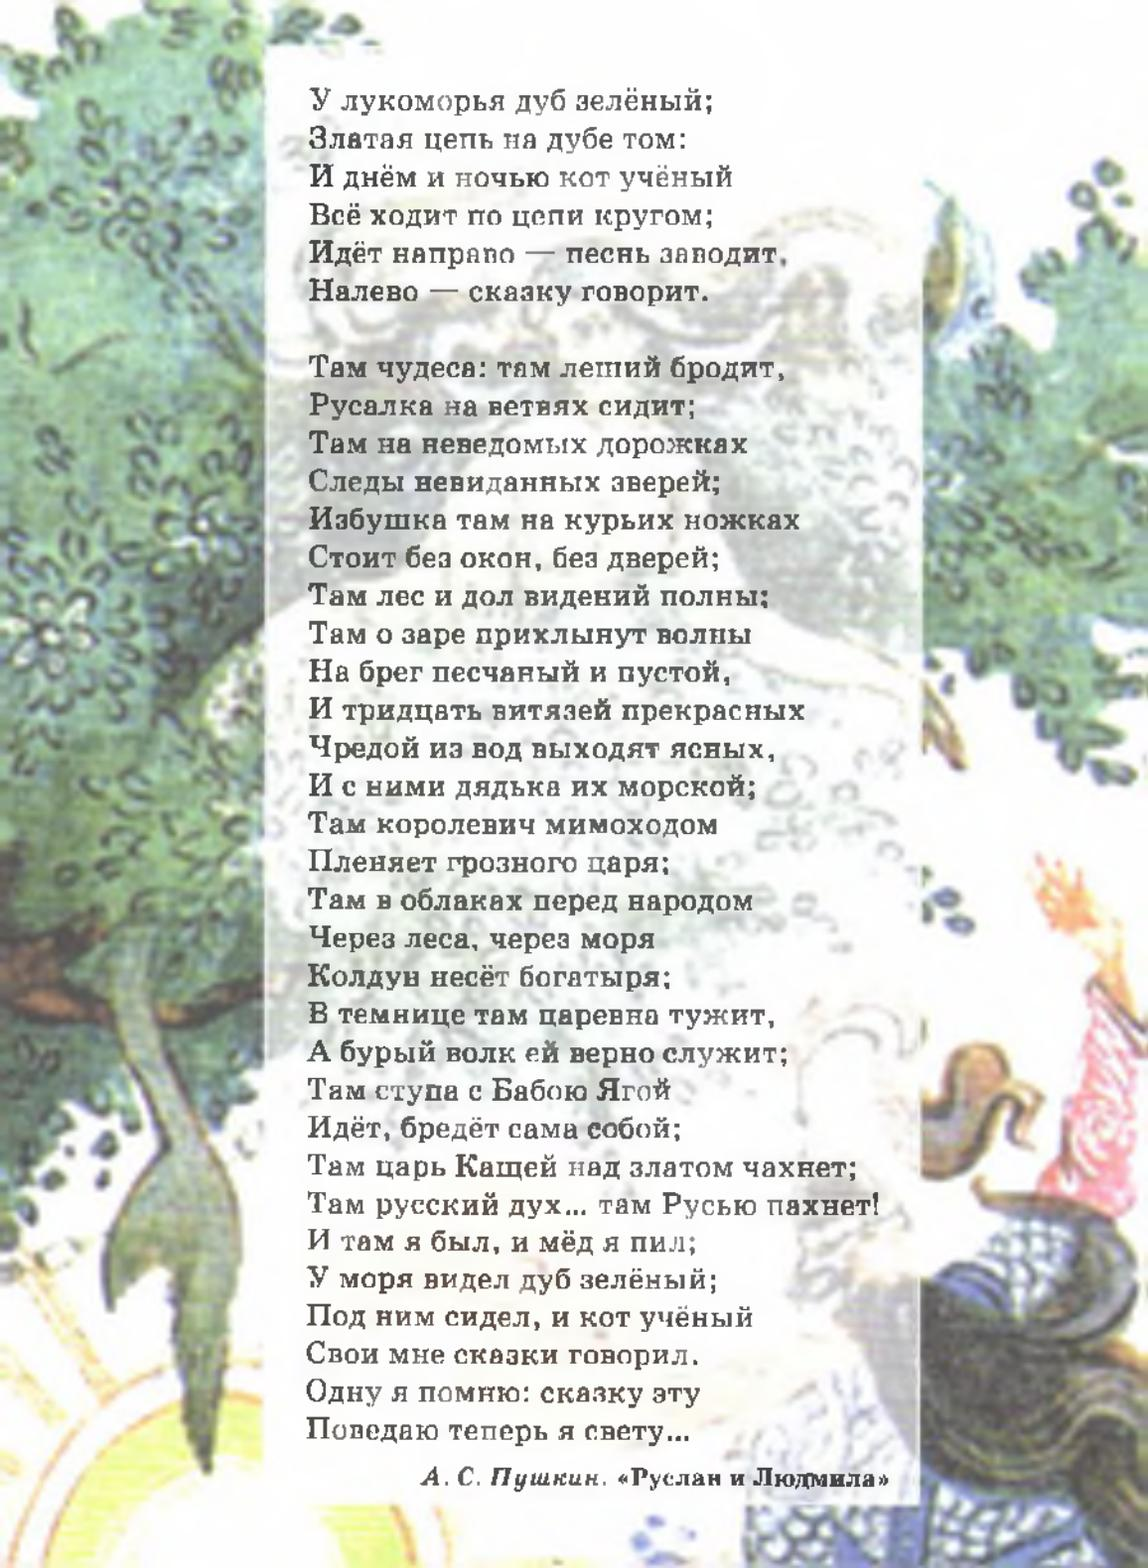 У лукоморья дуб зелёный;
Златая цепь на дубе том:
И днём и ночью кот учёный
Всё ходит по цепи кругом;
Идёт направо — песнь заводит,
Налево — сказку говорит.

Там чудеса: там леший бродит,
Русалка на ветвях сидит;
Там на неведомых дорожках
Следы невиданных зверей;
Избушка там на курьих ножках
Стоит без окон, без дверей;
Там лес и дол видений полны;
Там о заре прихлынут волны
На брег песчаный и пустой,
И тридцать витязей прекрасных
Чредой из вод выходят ясных,
И с ними дядька их морской;
Там королевич мимоходом
Пленяет грозного царя;
Там в облаках перед народом
Через леса, через моря
Колдун несёт богатыря;
В темнице там царевна тужит,
А бурый волк ей верно служит;
Там ступа с Бабою Ягой
Идёт, бредёт сама собой;
Там царь Кащей над златом чахнет;
Там русский дух... там Русью пахнет!
И там я был, и мёд я пил;
У моря видел дуб зелёный;
Под ним сидел, и кот учёный
Свои мне сказки говорил.
Одну я помню: сказку эту
Поведаю теперь я свету...
А. С. Пушкин. «Руслан и Людмила»